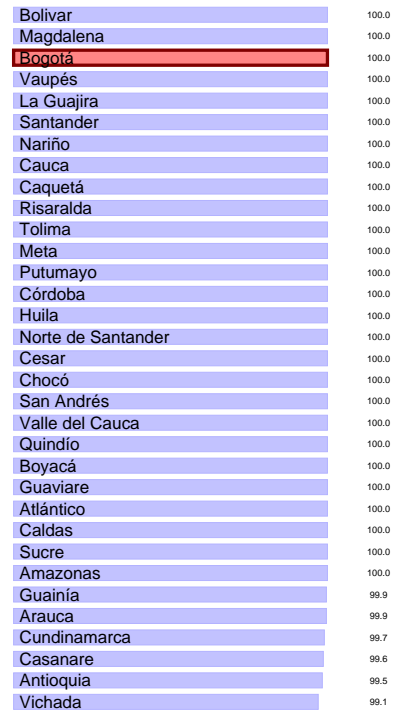 Bolivar 100.0
Magdalena 100.0
Bogotá 100.0
Vaupés 100.0
La Guajira 100.0
Santander 100.0
Nariño 100.0
Cauca 100.0
Caquetá 100.0
Risaralda 100.0
Tolima 100.0
Meta 100.0
Putumayo 100.0
Córdoba 100.0
Huila 100.0
Norte de Santander 100.0
Cesar 100.0
Chocó 100.0
San Andrés 100.0
Valle del Cauca 100.0
Quindío 100.0
Boyacá 100.0
Guaviare 100.0
Atlántico 100.0
Caldas 100.0
Sucre 100.0
Amazonas 100.0
Guainía 99.9
Arauca 99.9
Cundinamarca 99.7
Casanare 99.6
Antioquia 99.5
Vichada 99.1